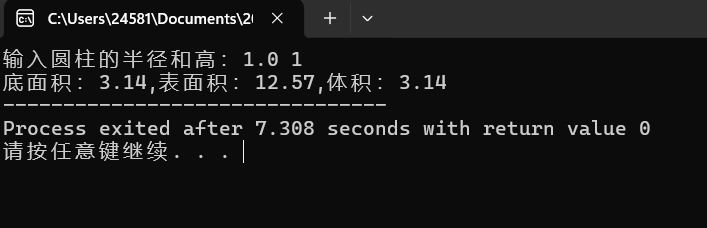 C:\Users\24581\Documents\20
输入圆柱的半径和高: 1.0 1
底面积: 3.14,表面积: 12.57,体积: 3.14
--------------------------------
Process exited after 7.308 seconds with return value 0
请按任意键继续. . .